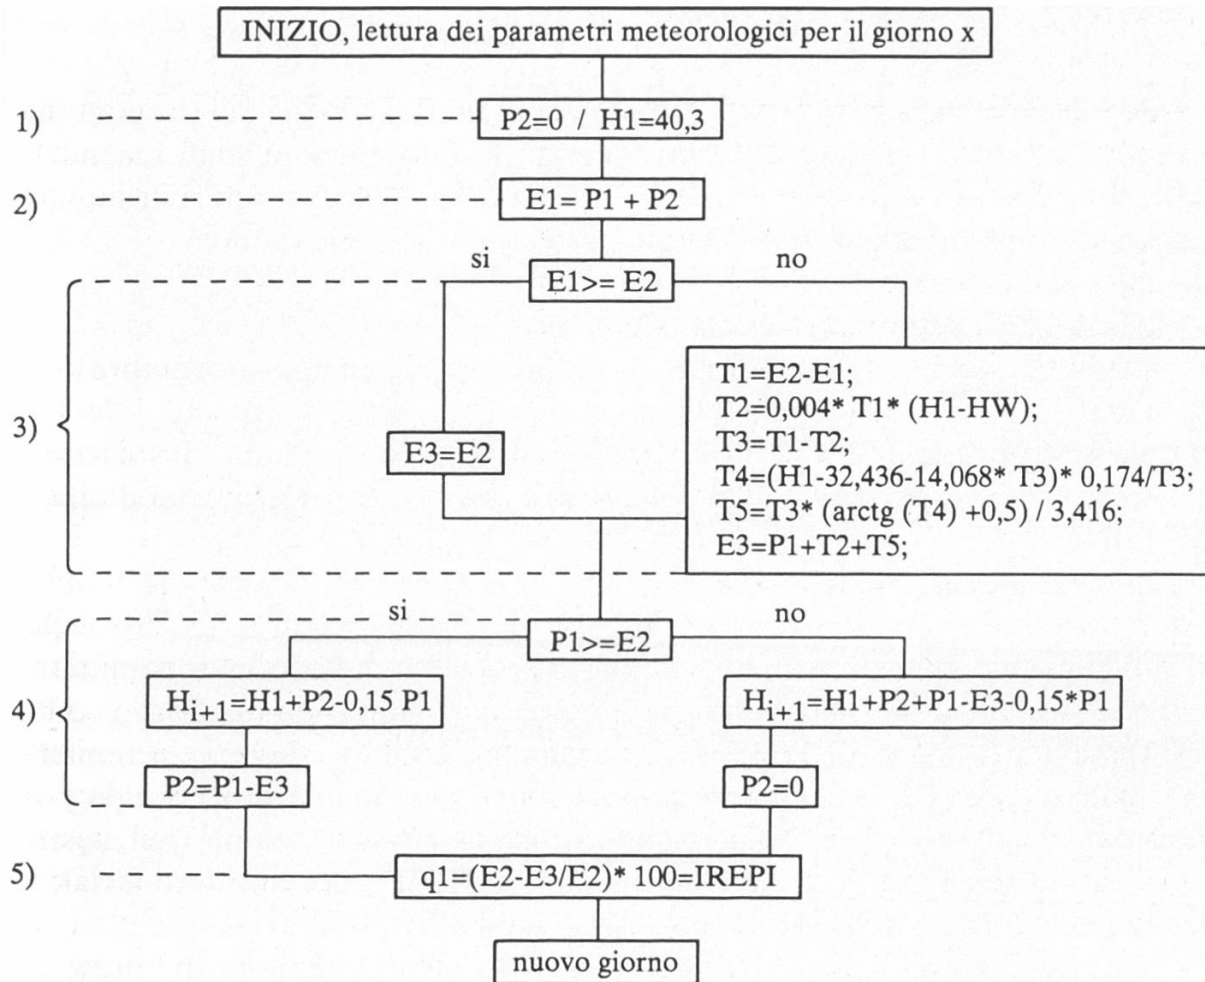 INIZIO, lettura dei parametri meteorologici per il giorno x
1)
P2=0 / H1=40,3
2)
E1= P1 + P2
si
no
E1>= E2
3)
E3=E2
T1=E2-E1;
T2=0,004* T1* (H1-HW);
T3=T1-T2;
T4=(H1-32,436-14,068* T3)* 0,174/T3;
T5=T3* (arctg (T4) +0,5) / 3,416;
E3=P1+T2+T5;
si
no
P1>=E2
4)
Hi+1=H1+P2-0,15*P1
Hi+1=H1+P2+P1-E3-0,15*P1
P2=P1-E3
P2=0
5)
q1=(E2-E3/E2)* 100=IREPI
nuovo giorno